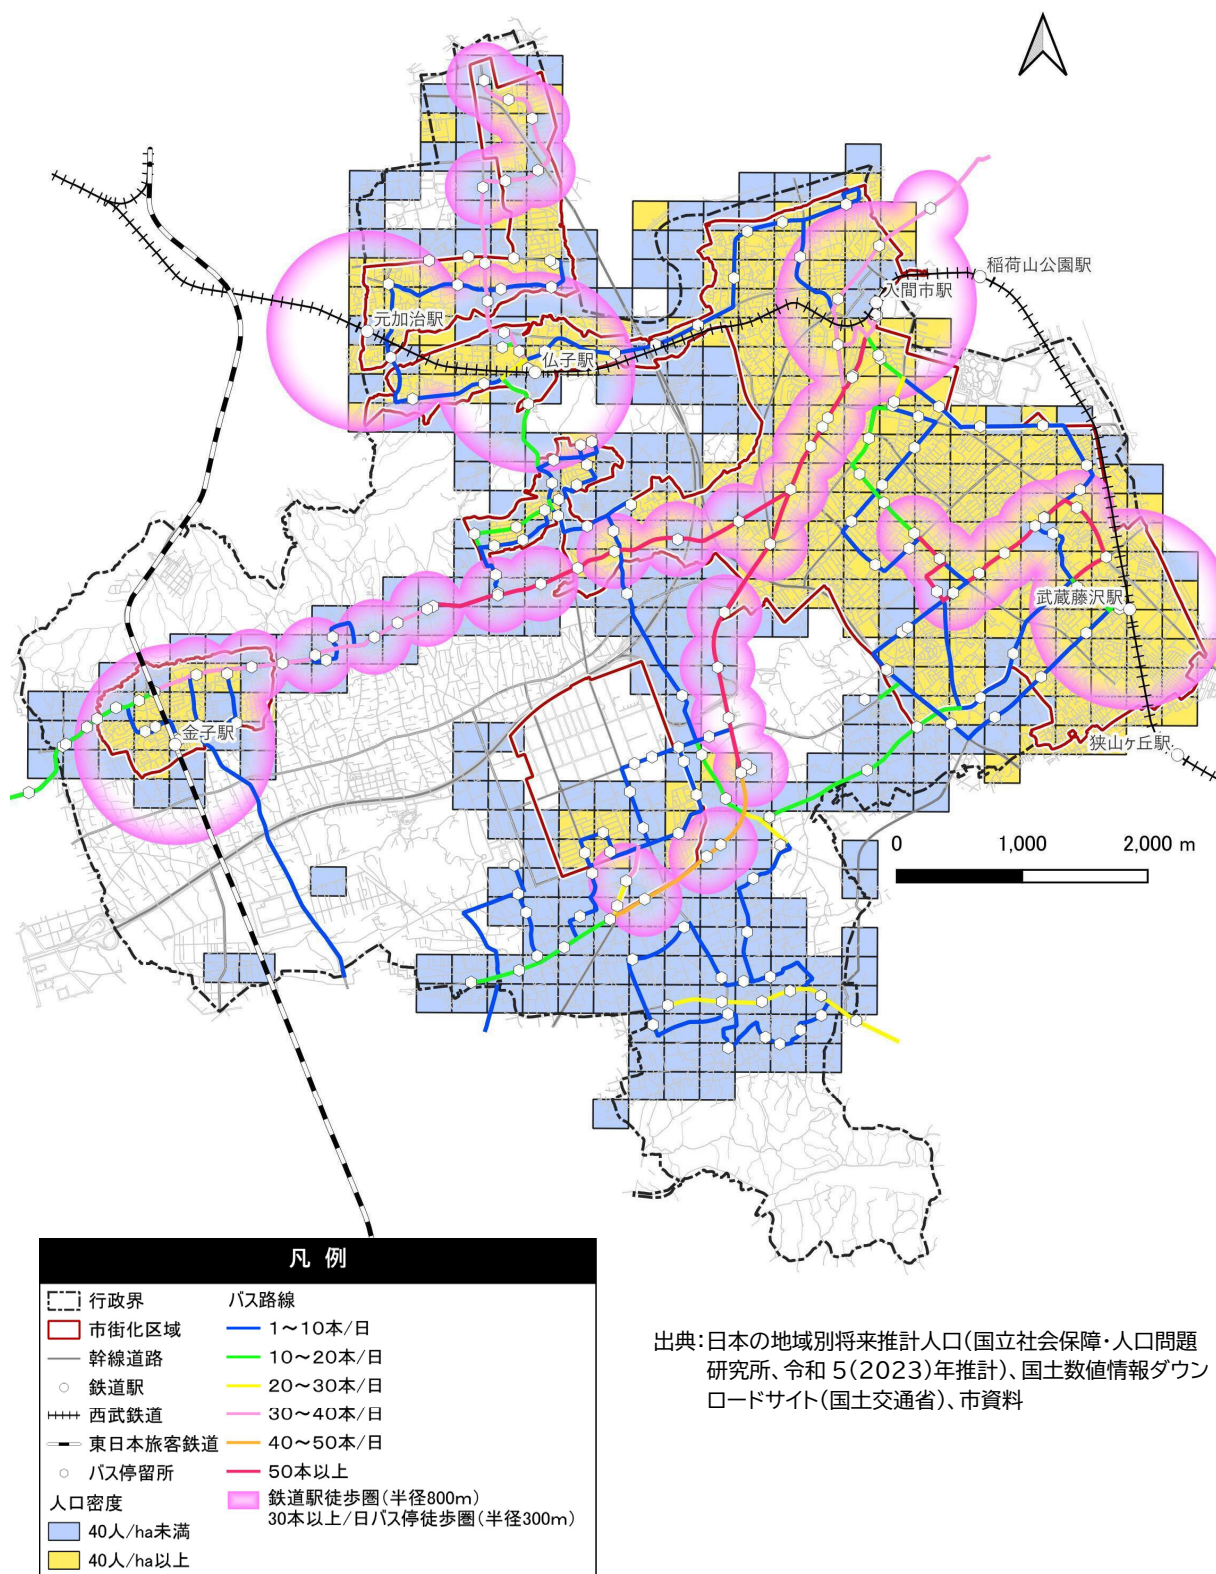 稲荷山公園駅
入間市駅
元加治駅
仏子駅
武蔵藤沢駅
金子駅
狭山ヶ丘駅
0 1,000 2,000 m
凡 例
行政界
市街化区域
幹線道路
鉄道駅
西武鉄道
東日本旅客鉄道
バス停留所
人口密度
40人/ha未満
40人/ha以上
バス路線
1～10本/日
10～20本/日
20～30本/日
30～40本/日
40～50本/日
50本以上
鉄道駅徒歩圏(半径800m)
30本以上/日バス停徒歩圏(半径300m)
出典:日本の地域別将来推計人口(国立社会保障・人口問題
研究所、令和 5(2023)年推計)、国土数値情報ダウン
ロードサイト(国土交通省)、市資料